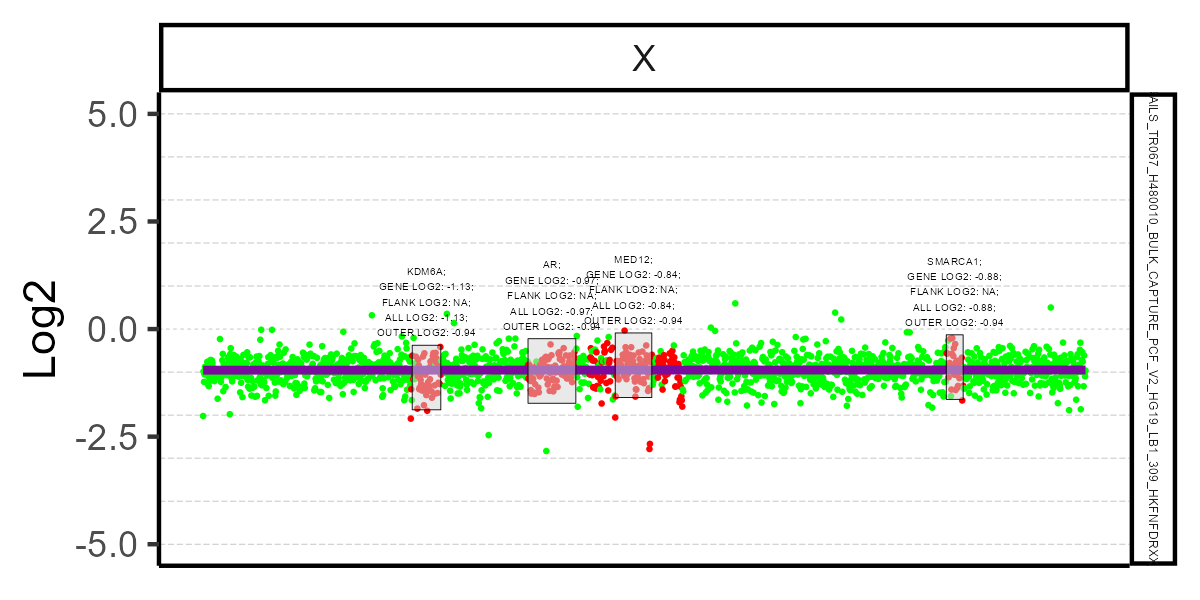 X
Log2
5.0
2.5
0.0
-2.5
-5.0
KDM6A;
GENE LOG2: -1.13;
FLANK LOG2: NA;
ALL LOG2: -1.13;
OUTER LOG2: -0.94
AR;
GENE LOG2: -0.97;
FLANK LOG2: NA;
ALL LOG2: -0.97;
OUTER LOG2: -0.94
MED12;
GENE LOG2: -0.84;
FLANK LOG2: NA;
ALL LOG2: -0.84;
OUTER LOG2: -0.94
SMARCA1;
GENE LOG2: -0.88;
FLANK LOG2: NA;
ALL LOG2: -0.88;
OUTER LOG2: -0.94
AILS_TR067_H480010_BULK_CAPTURE_PCF_V2_HG19_LB1_309_HKFNFDRXX